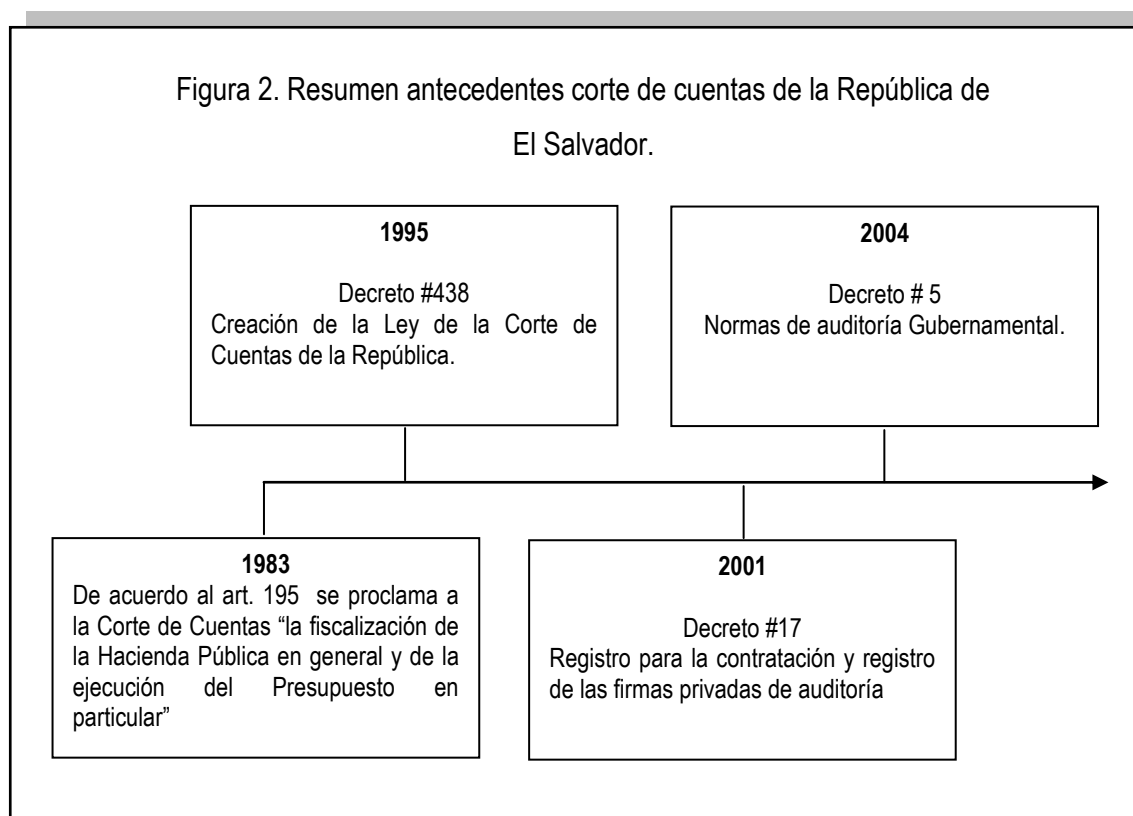 Figura 2. Resumen antecedentes corte de cuentas de la República de
El Salvador.
1995
Decreto #438
Creación de la Ley de la Corte de
Cuentas de la República.
2004
Decreto # 5
Normas de auditoría Gubernamental.
1983
De acuerdo al art. 195 se proclama a
la Corte de Cuentas “la fiscalización de
la Hacienda Pública en general y de la
ejecución del Presupuesto en
particular”
2001
Decreto #17
Registro para la contratación y registro
de las firmas privadas de auditoría